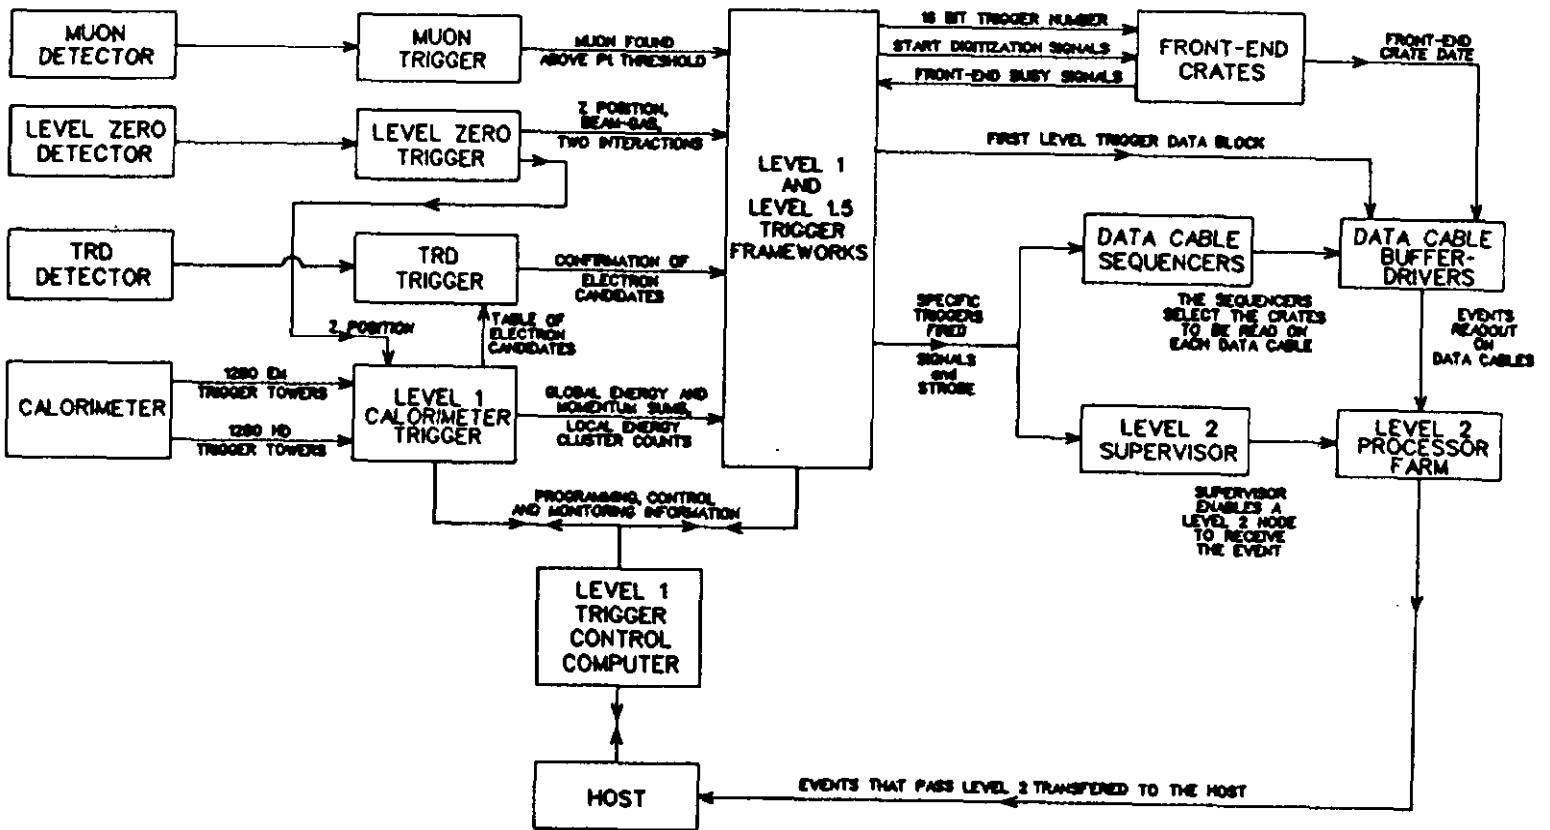 MUON
DETECTOR
MUON
TRIGGER
MUON FOUND
ABOVE Pt THRESHOLD
LEVEL ZERO
DETECTOR
LEVEL ZERO
TRIGGER
Z POSITION,
BEAM-GAS,
TWO INTERACTIONS
TRD
DETECTOR
TRD
TRIGGER
CONFIRMATION OF
ELECTRON
CANDIDATES
Z POSITION
TABLE OF
ELECTRON
CANDIDATES
CALORIMETER
1280 EM
TRIGGER TOWERS
1280 HD
TRIGGER TOWERS
LEVEL 1
CALORIMETER
TRIGGER
GLOBAL ENERGY AND
MOMENTUM SUMS,
LOCAL ENERGY
CLUSTER COUNTS
LEVEL 1
AND
LEVEL 1.5
TRIGGER
FRAMEWORKS
16 BIT TRIGGER NUMBER
START DIGITIZATION SIGNALS
FRONT-END BUSY SIGNALS
FRONT-END
CRATES
FRONT-END
CRATE DATE
FIRST LEVEL TRIGGER DATA BLOCK
DATA CABLE
SEQUENCERS
DATA CABLE
BUFFER-
DRIVERS
THE SEQUENCERS
SELECT THE CRATES
TO BE READ ON
EACH DATA CABLE
SPECIFIC
TRIGGERS
FIRED
SIGNALS
and
STROBE
EVENTS
READOUT
ON
DATA CABLES
LEVEL 2
SUPERVISOR
LEVEL 2
PROCESSOR
FARM
SUPERVISOR
ENABLES A
LEVEL 2 NODE
TO RECEIVE
THE EVENT
PROGRAMMING, CONTROL
AND MONITORING INFORMATION
LEVEL 1
TRIGGER
CONTROL
COMPUTER
HOST
EVENTS THAT PASS LEVEL 2 TRANSFERED TO THE HOST